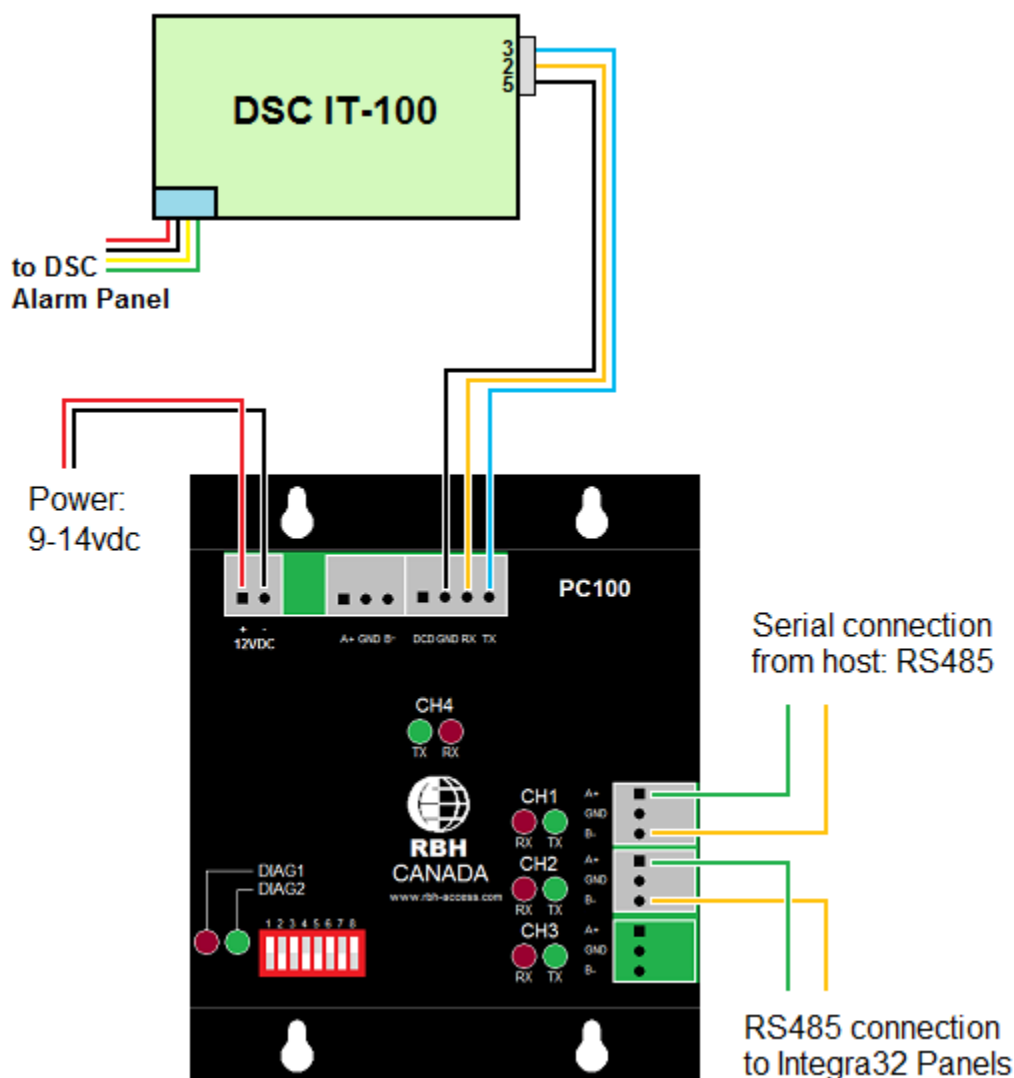 3
2
5
DSC IT-100
to DSC
Alarm Panel
Power:
9-14vdc
PC100
+ -
12VDC
A+ GND B-
DCD GND RX TX
Serial connection
from host: RS485
CH4
TX RX
RBH
CANADA
www.rbh-access.com
CH1
RX TX
A+
GND
B-
CH2
RX TX
A+
GND
B-
CH3
RX TX
A+
GND
B-
DIAG1
DIAG2
1 2 3 4 5 6 7 8
RS485 connection
to Integra32 Panels